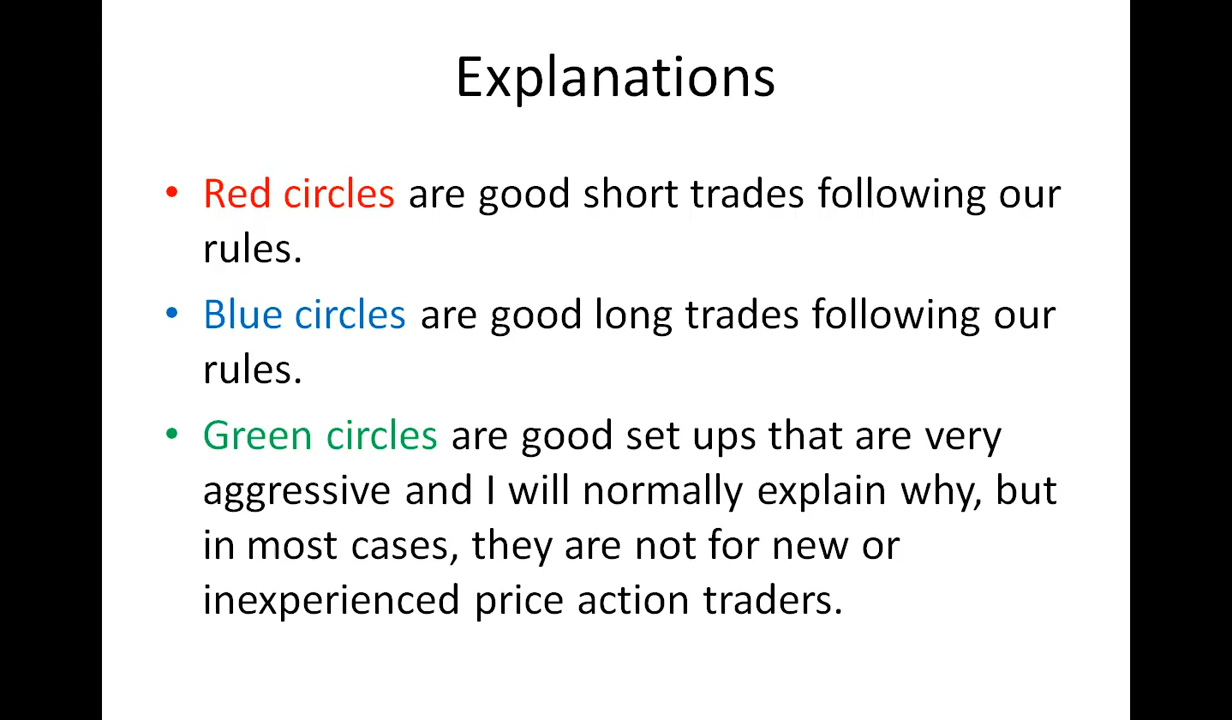 Explanations
• Red circles are good short trades following our
rules.
• Blue circles are good long trades following our
rules.
• Green circles are good set ups that are very
aggressive and I will normally explain why, but
in most cases, they are not for new or
inexperienced price action traders.